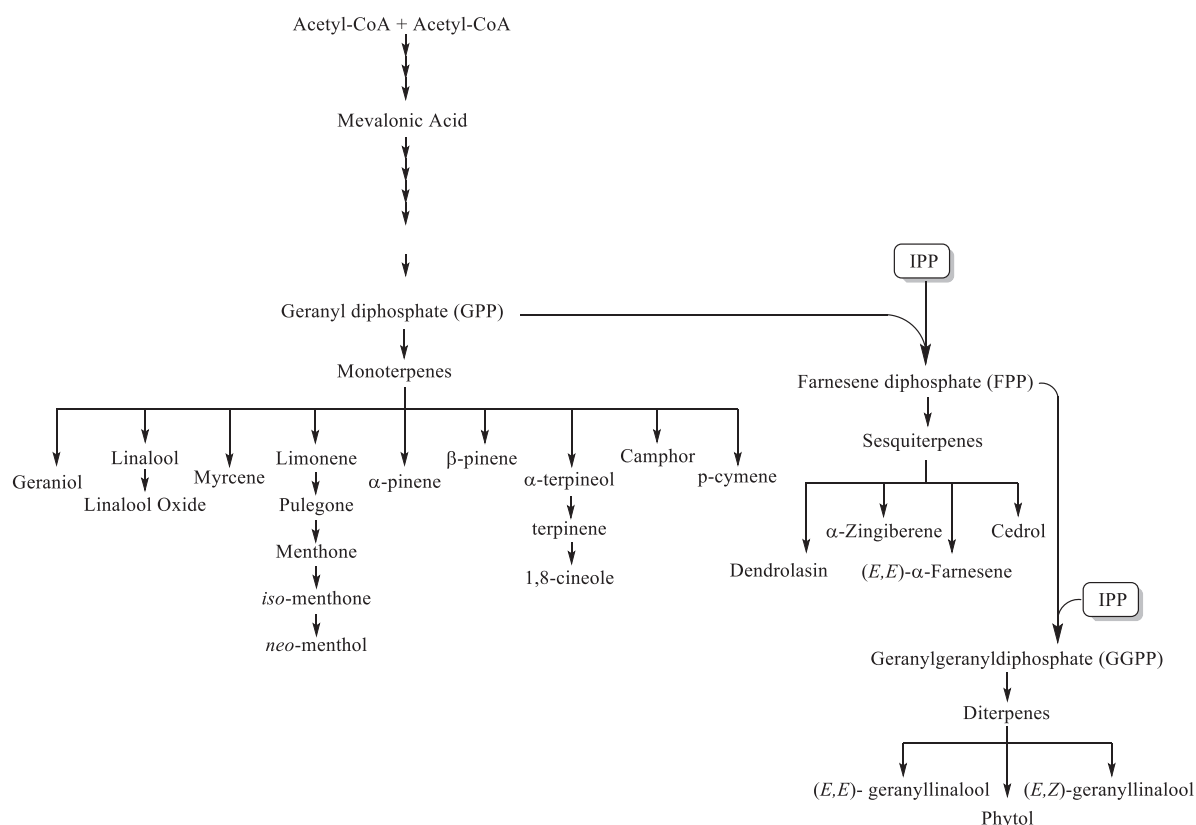 Acetyl-CoA + Acetyl-CoA
Mevalonic Acid
IPP
Geranyl diphosphate (GPP)
Monoterpenes
Farnesene diphosphate (FPP)
Sesquiterpenes
Geraniol
Linalool
Linalool Oxide
Myrcene
Limonene
Pulegone
Menthone
iso-menthone
neo-menthol
α-pinene
β-pinene
α-terpineol
terpinene
1,8-cineole
Camphor
p-cymene
Dendrolasin
α-Zingiberene
(E,E)-α-Farnesene
Cedrol
IPP
Geranylgeranyldiphosphate (GGPP)
Diterpenes
(E,E)- geranyllinalool
Phytol
(E,Z)-geranyllinalool